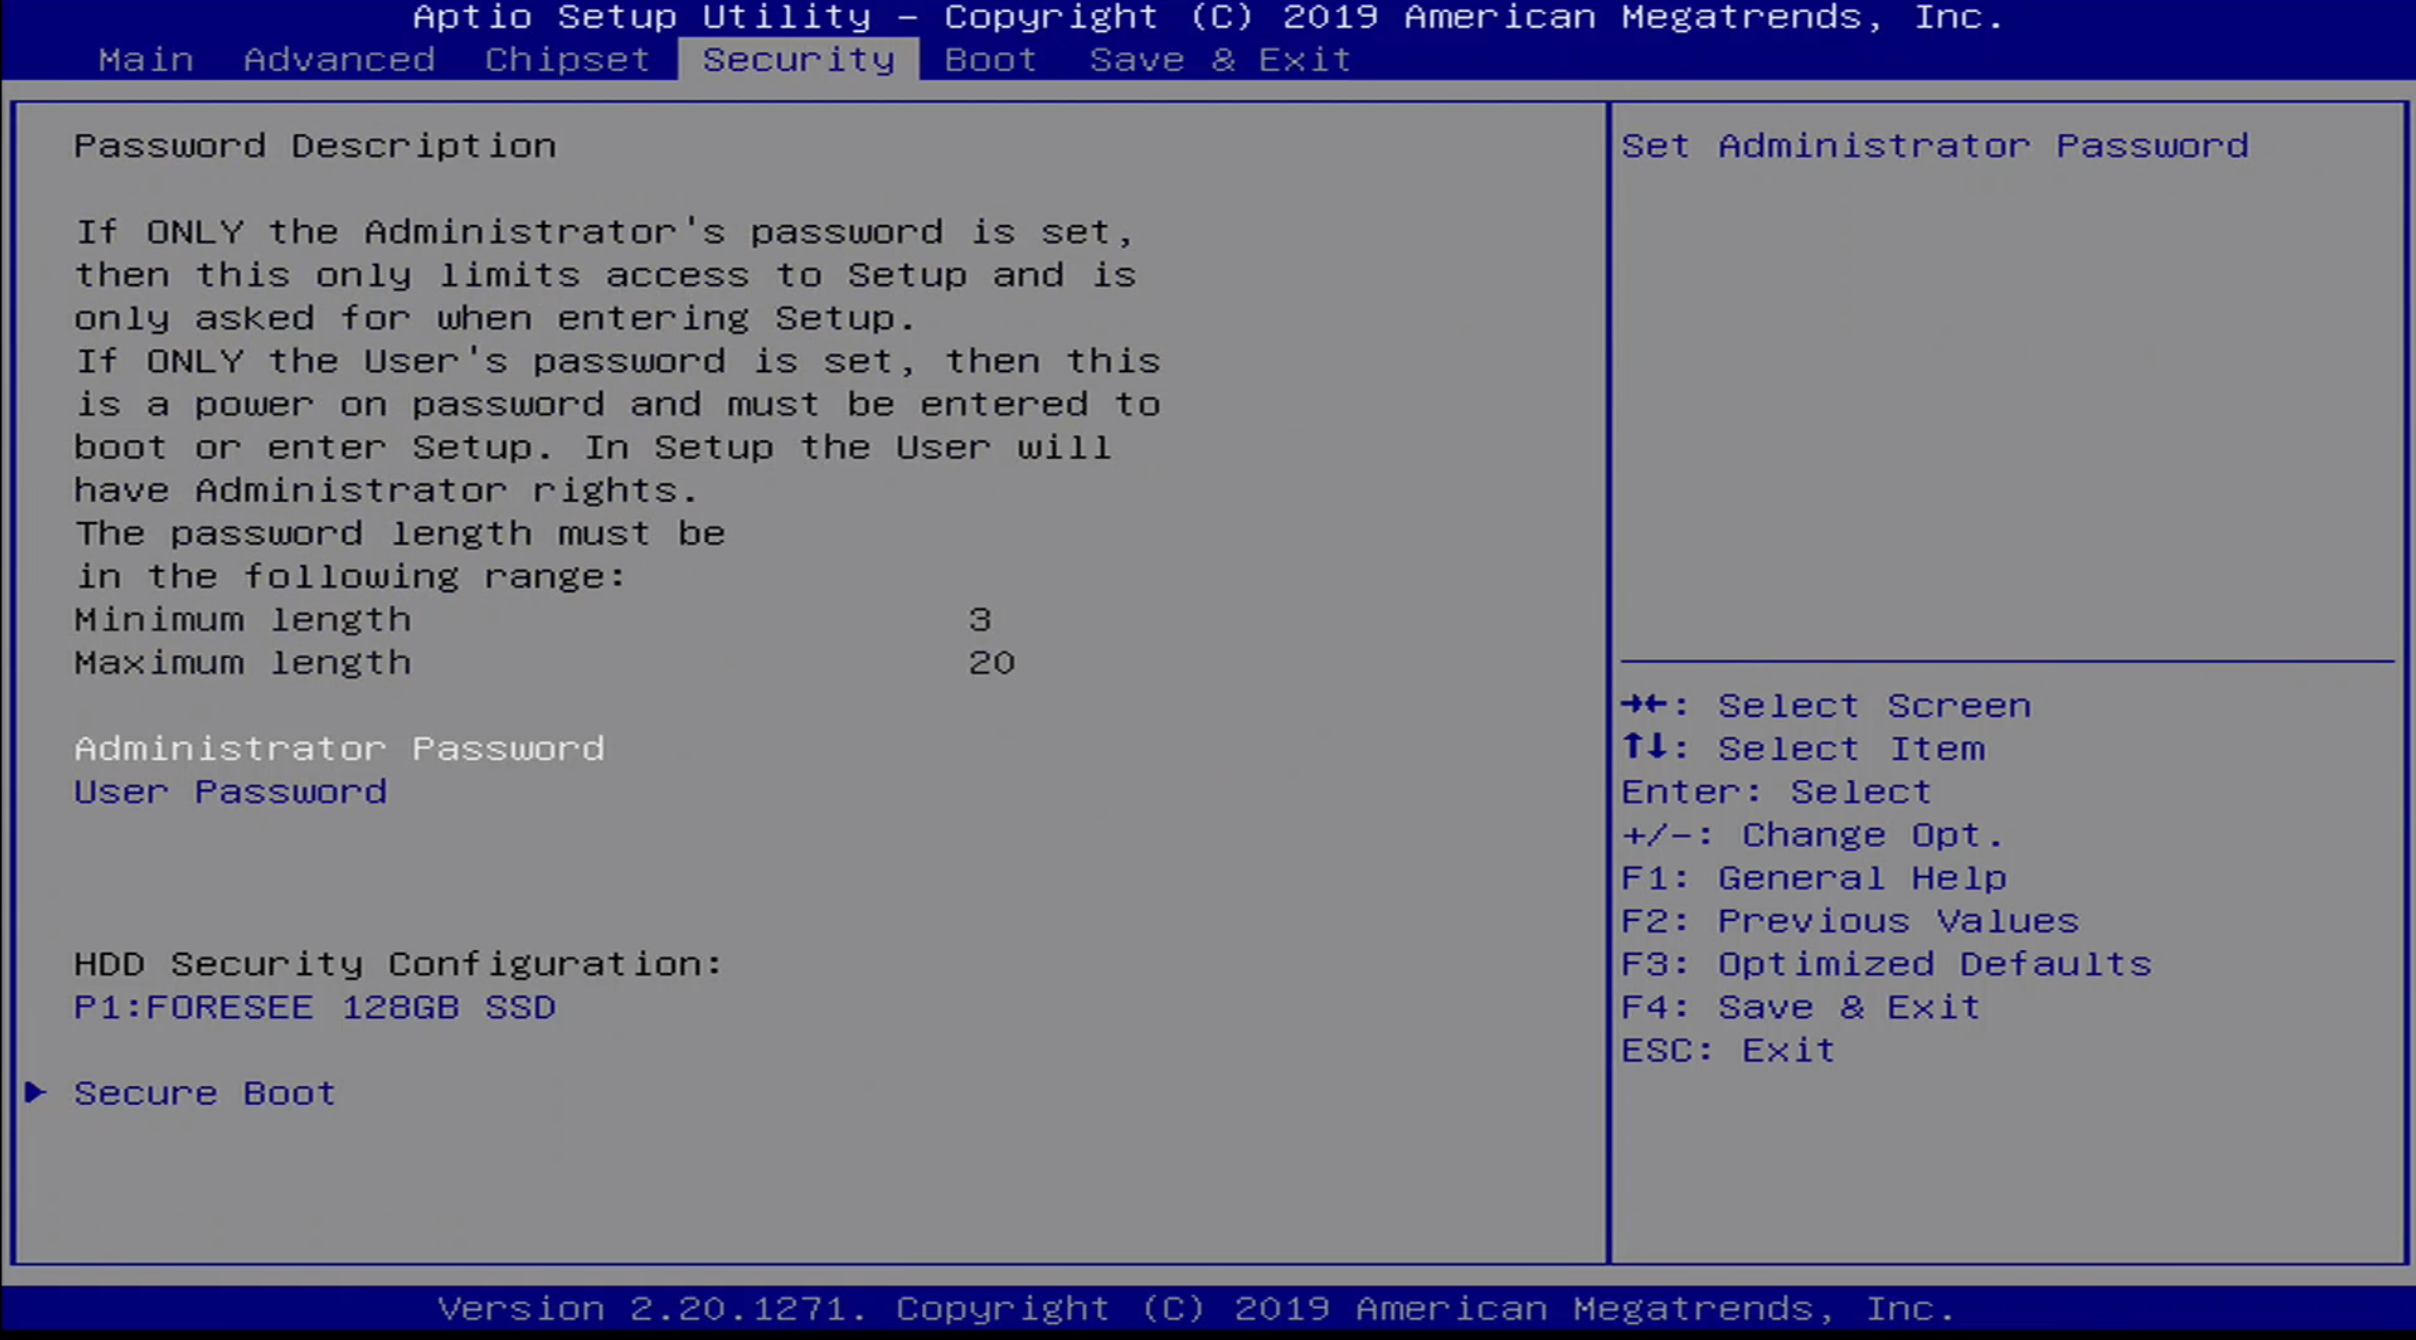 Aptio Setup Utility - Copyright (C) 2019 American Megatrends, Inc.
Main Advanced Chipset Security Boot Save & Exit
Password Description
If ONLY the Administrator's password is set,
then this only limits access to Setup and is
only asked for when entering Setup.
If ONLY the User's password is set, then this
is a power on password and must be entered to
boot or enter Setup. In Setup the User will
have Administrator rights.
The password length must be
in the following range:
Minimum length 3
Maximum length 20
Administrator Password
User Password
HDD Security Configuration:
P1:FORESEE 128GB SSD
► Secure Boot
Set Administrator Password
→←: Select Screen
↑↓: Select Item
Enter: Select
+/-: Change Opt.
F1: General Help
F2: Previous Values
F3: Optimized Defaults
F4: Save & Exit
ESC: Exit
Version 2.20.1271. Copyright (C) 2019 American Megatrends, Inc.